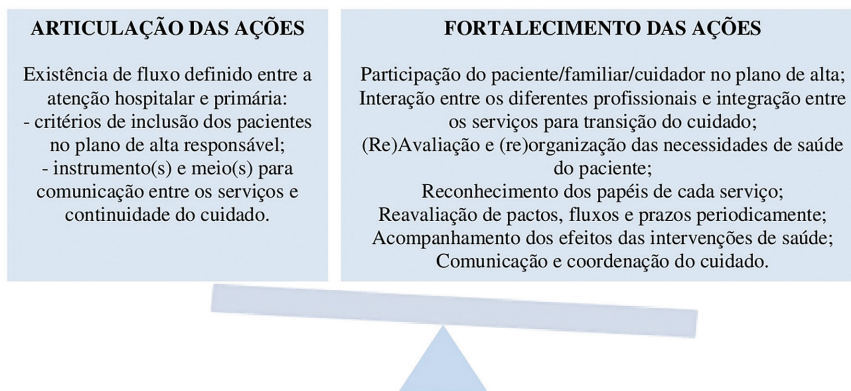 ARTICULAÇÃO DAS AÇÕES
Existência de fluxo definido entre a
atenção hospitalar e primária:
- critérios de inclusão dos pacientes
no plano de alta responsável;
- instrumento(s) e meio(s) para
comunicação entre os serviços e
continuidade do cuidado.
FORTALECIMENTO DAS AÇÕES
Participação do paciente/familiar/cuidador no plano de alta;
Interação entre os diferentes profissionais e integração entre
os serviços para transição do cuidado;
(Re)Avaliação e (re)organização das necessidades de saúde
do paciente;
Reconhecimento dos papéis de cada serviço;
Reavaliação de pactos, fluxos e prazos periodicamente;
Acompanhamento dos efeitos das intervenções de saúde;
Comunicação e coordenação do cuidado.